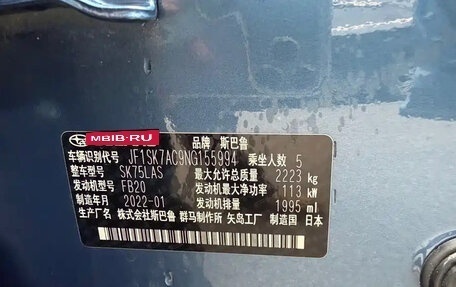 MBIB.RU
品牌 斯巴鲁
车辆识别代号 JF1SK7AC9NG155994 乘坐人数 5
整车型号 SK75LAS 最大允许总质量 2223 kg
发动机型号 FB20 发动机最大净功率 113 kW
制造年月 2022-01 发动机排量 1995 ml
生产厂名 株式会社斯巴鲁 群马制作所 矢岛工厂 制造国 日本